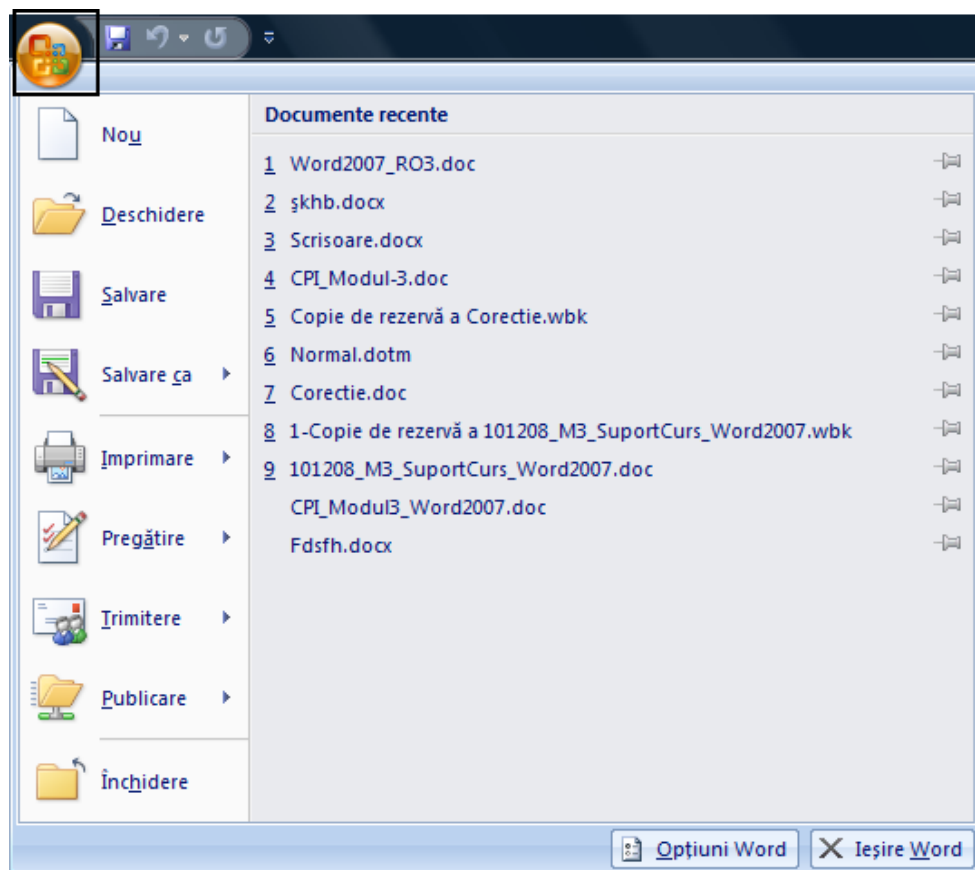 Nou
Deschidere
Salvare
Salvare ca
Imprimare
Pregătire
Trimitere
Publicare
Închidere
Documente recente
1 Word2007_RO3.doc
2 şkhb.docx
3 Scrisoare.docx
4 CPI_Modul-3.doc
5 Copie de rezervă a Corectie.wbk
6 Normal.dotm
7 Corectie.doc
8 1-Copie de rezervă a 101208_M3_SuportCurs_Word2007.wbk
9 101208_M3_SuportCurs_Word2007.doc
CPI_Modul3_Word2007.doc
Fdsfh.docx
Opţiuni Word
Ieşire Word